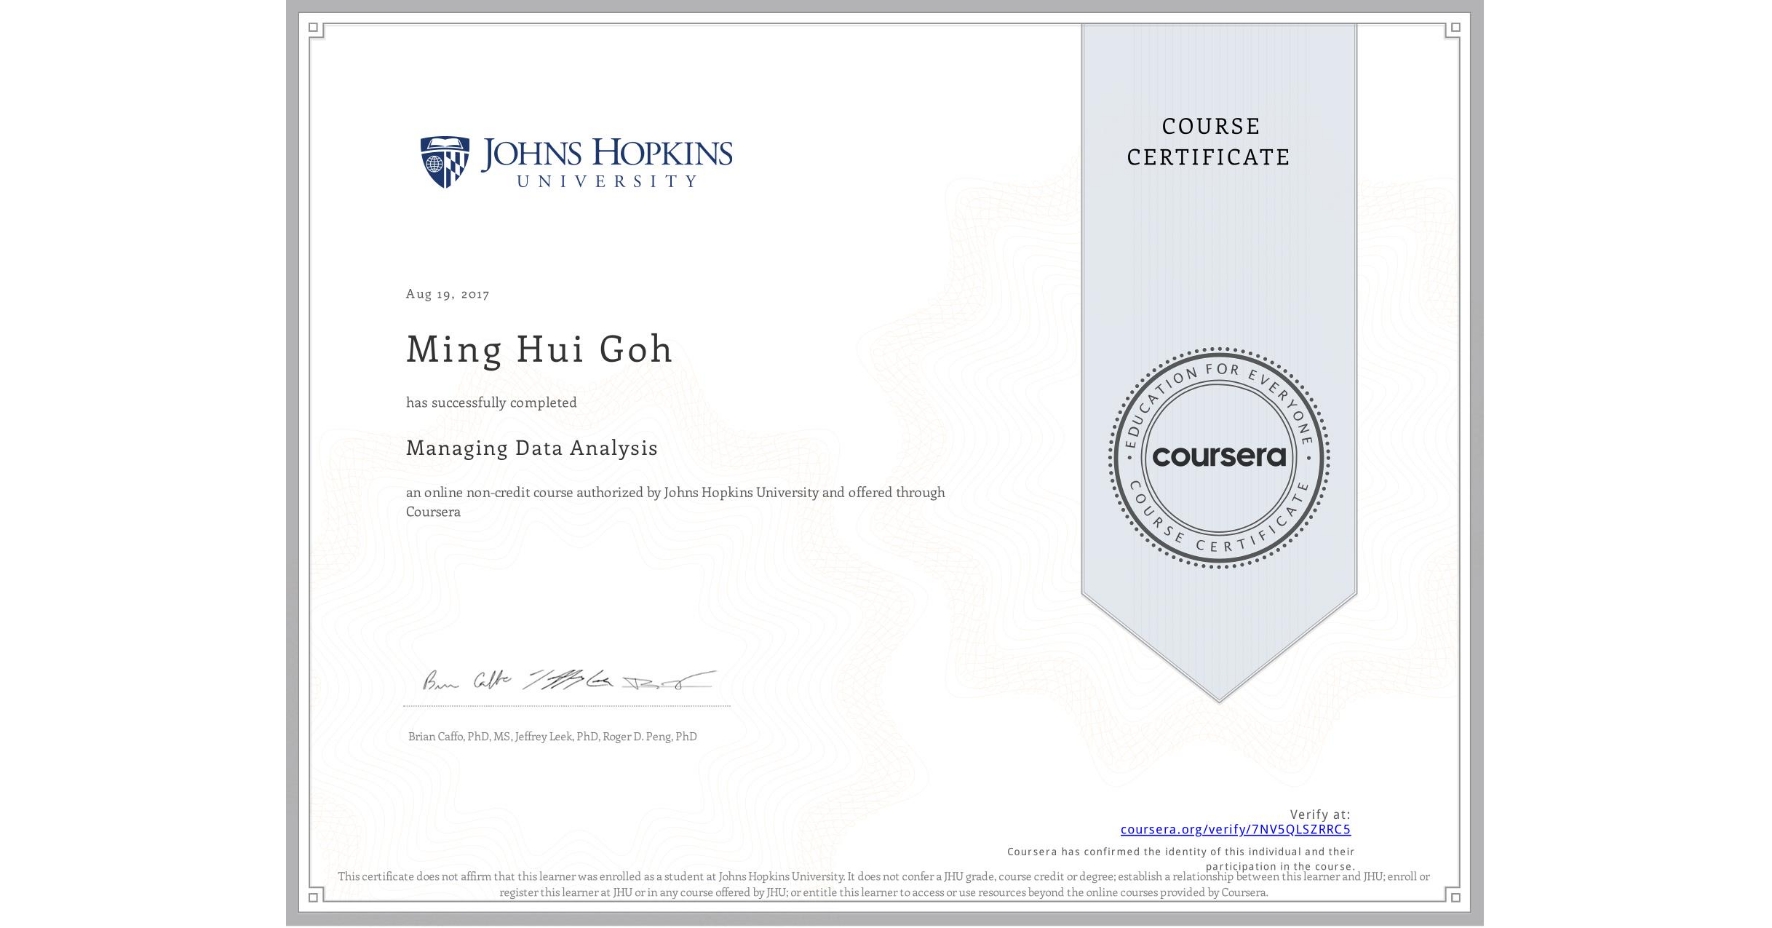 JOHNS HOPKINS
UNIVERSITY
COURSE
CERTIFICATE
Aug 19, 2017
Ming Hui Goh
has successfully completed
Managing Data Analysis
an online non-credit course authorized by Johns Hopkins University and offered through
Coursera
EDUCATION FOR EVERYONE
coursera
COURSE CERTIFICATE
Brian Caffo, PhD, MS, Jeffrey Leek, PhD, Roger D. Peng, PhD
Verify at:
coursera.org/verify/7NV5QLSZRRC5
Coursera has confirmed the identity of this individual and their
participation in the course.
This certificate does not affirm that this learner was enrolled as a student at Johns Hopkins University. It does not confer a JHU grade, course credit or degree; establish a relationship between this learner and JHU; enroll or
register this learner at JHU or in any course offered by JHU; or entitle this learner to access or use resources beyond the online courses provided by Coursera.